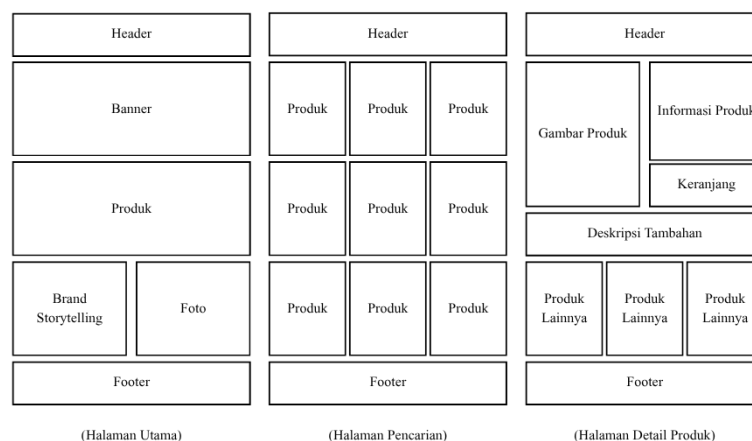 Header
Banner
Produk
Brand
Storytelling
Foto
Footer
(Halaman Utama)
Header
Produk
Produk
Produk
Produk
Produk
Produk
Produk
Produk
Produk
Footer
(Halaman Pencarian)
Header
Gambar Produk
Informasi Produk
Keranjang
Deskripsi Tambahan
Produk
Lainnya
Produk
Lainnya
Produk
Lainnya
Footer
(Halaman Detail Produk)